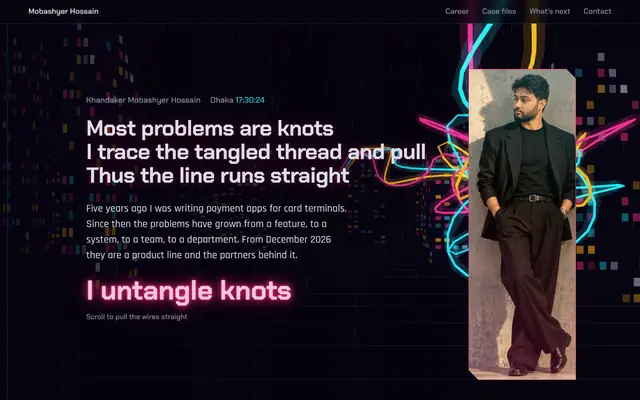 Mobashyer Hossain
Career Case files What's next Contact
Khandaker Mobashyer Hossain Dhaka 17:30:24
Most problems are knots
I trace the tangled thread and pull
Thus the line runs straight
Five years ago I was writing payment apps for card terminals.
Since then the problems have grown from a feature, to a
system, to a team, to a department. From December 2026
they are a product line and the partners behind it.
I untangle knots
Scroll to pull the wires straight